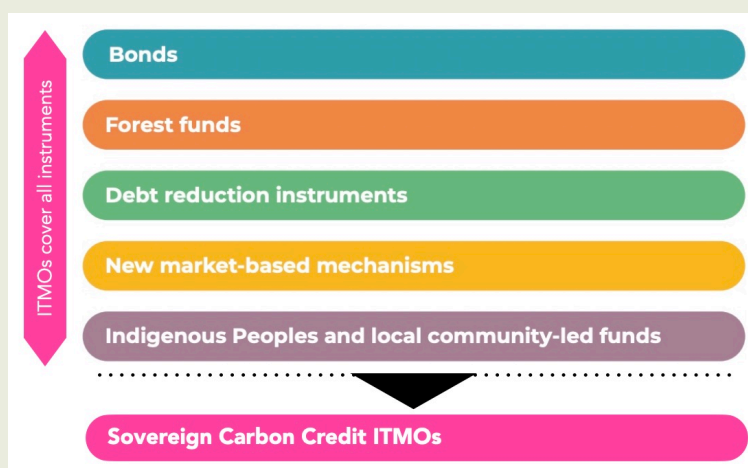 ITMOs cover all instruments
Bonds
Forest funds
Debt reduction instruments
New market-based mechanisms
Indigenous Peoples and local community-led funds
Sovereign Carbon Credit ITMOs